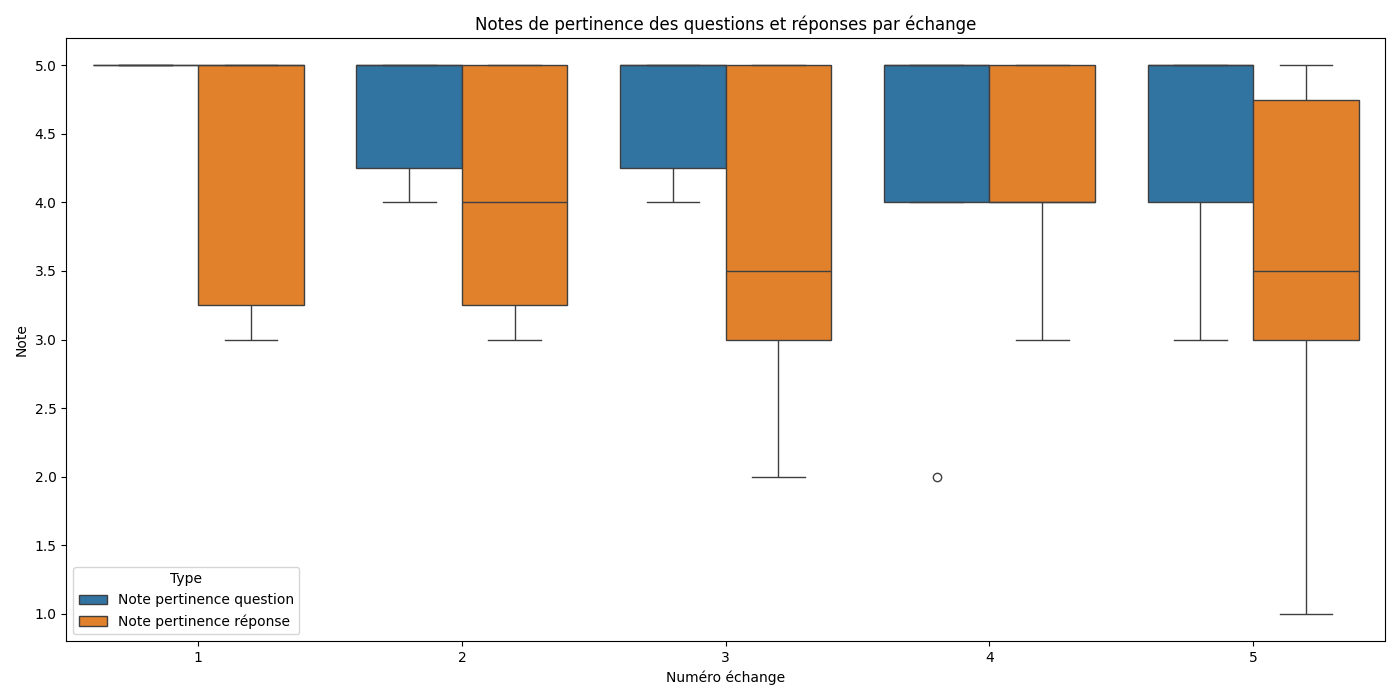 Notes de pertinence des questions et réponses par échange
Note
5.0
4.5
4.0
3.5
3.0
2.5
2.0
1.5
1.0
Type
Note pertinence question
Note pertinence réponse
1 2 3 4 5
Numéro échange